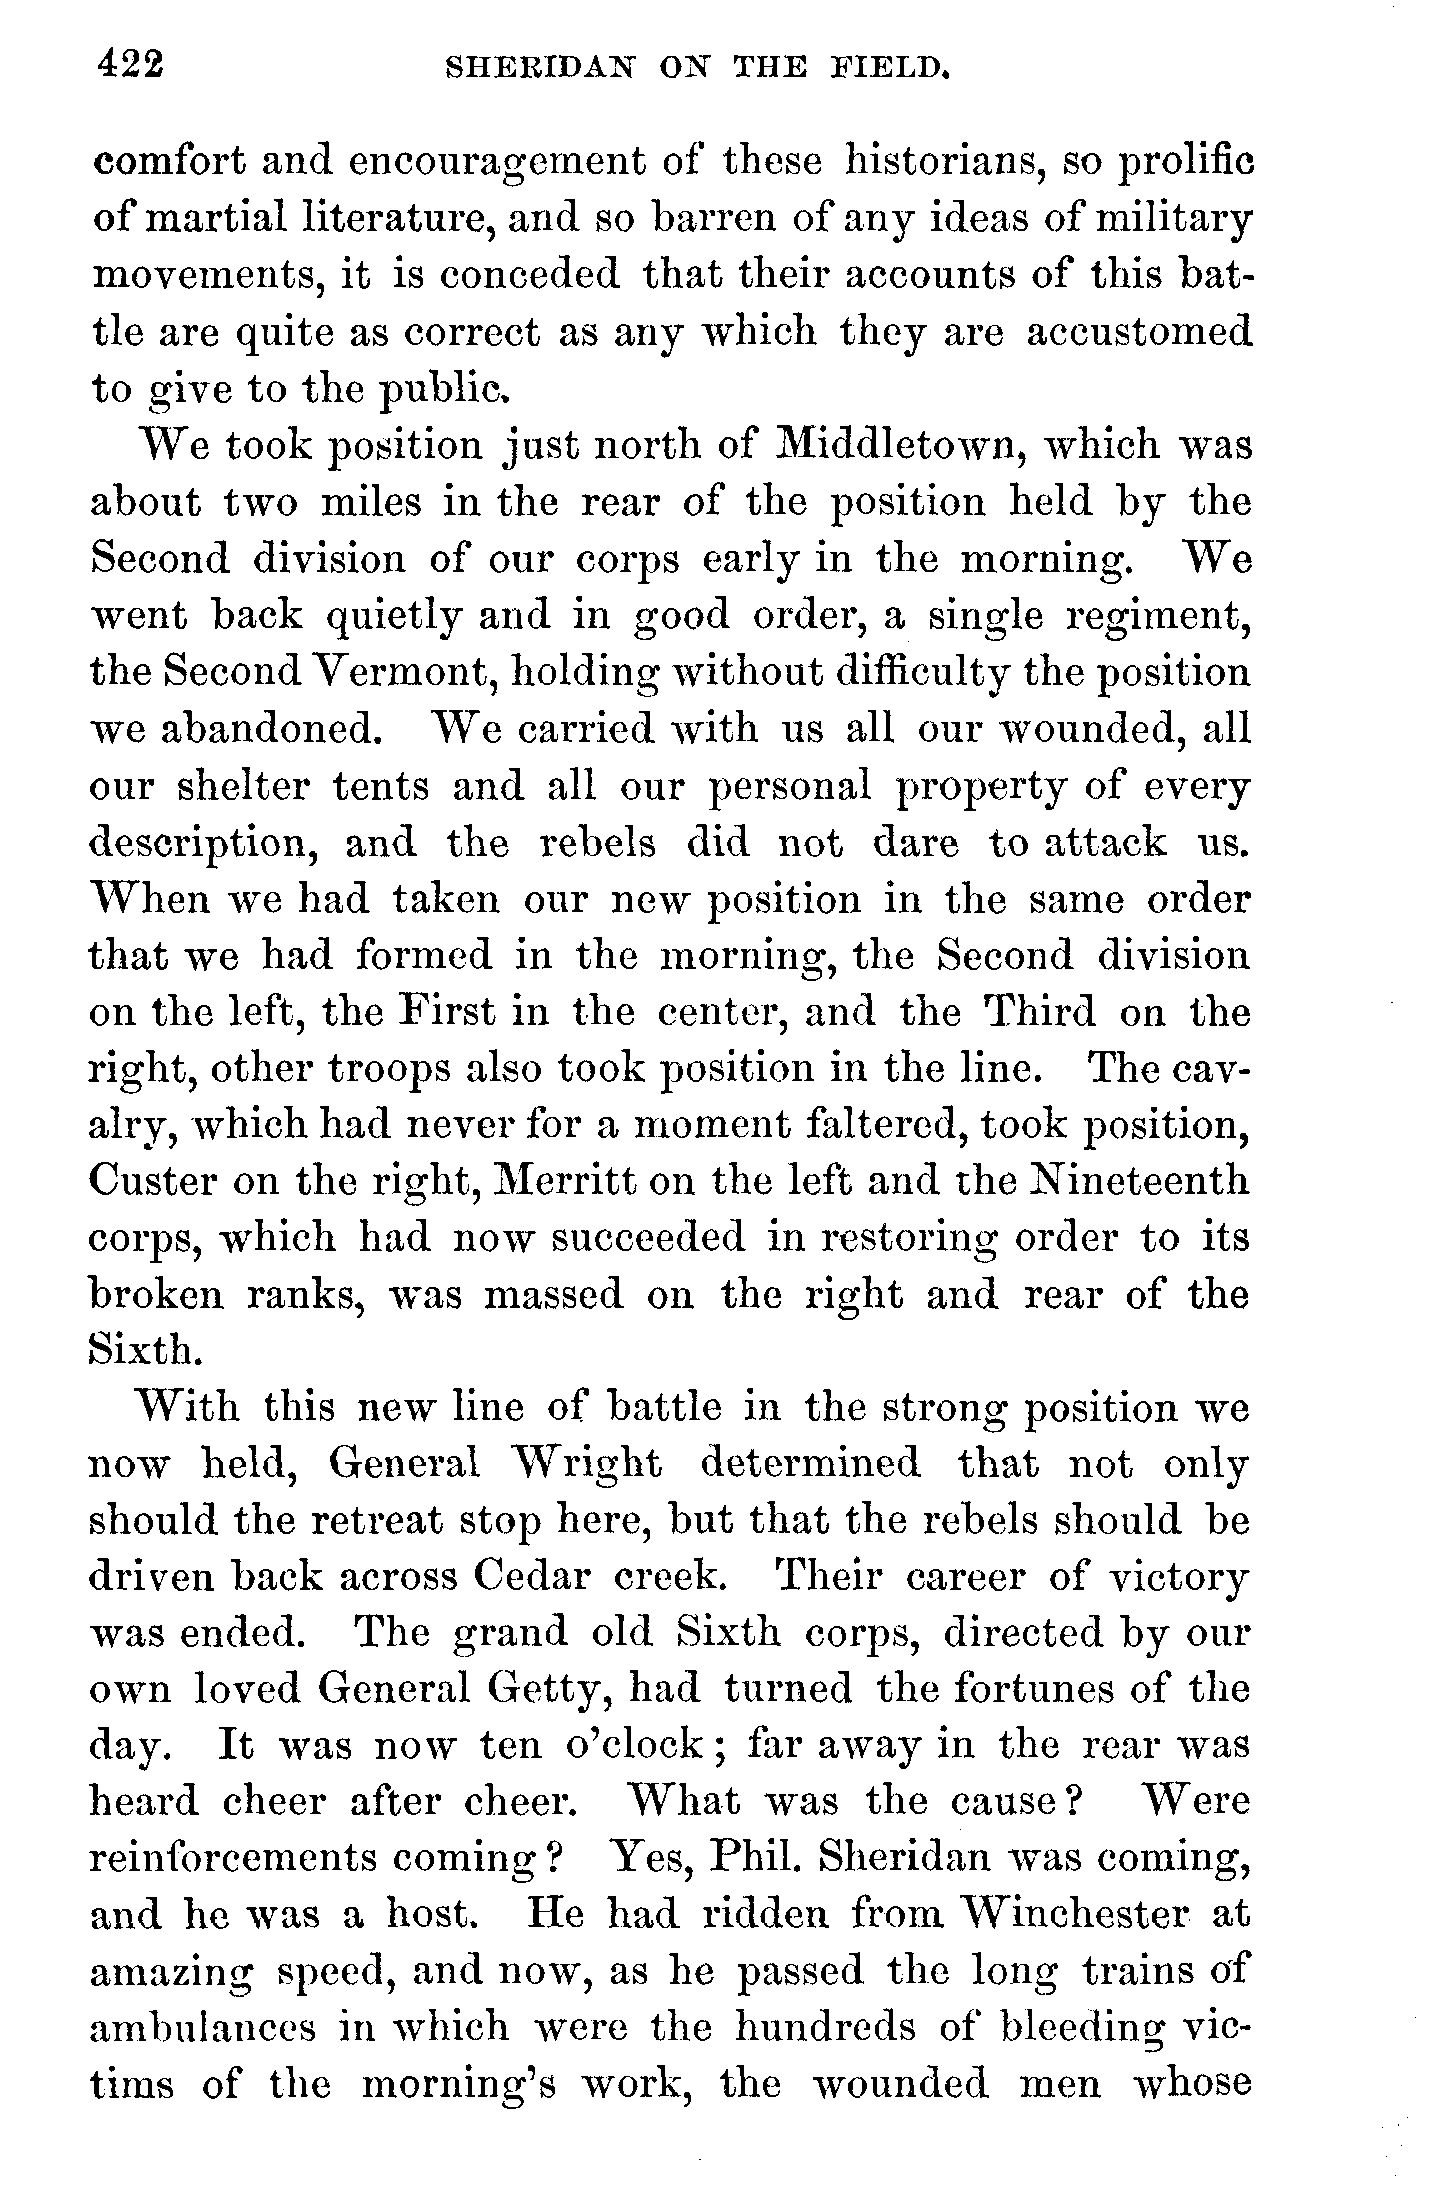 422 SHERIDAN ON THE FIELD.
comfort and encouragement of these historians, so prolific
of martial literature, and so barren of any ideas of military
movements, it is conceded that their accounts of this bat-
tle are quite as correct as any which they are accustomed
to give to the public.
We took position just north of Middletown, which was
about two miles in the rear of the position held by the
Second division of our corps early in the morning. We
went back quietly and in good order, a single regiment,
the Second Vermont, holding without difficulty the position
we abandoned. We carried with us all our wounded, all
our shelter tents and all our personal property of every
description, and the rebels did not dare to attack us.
When we had taken our new position in the same order
that we had formed in the morning, the Second division
on the left, the First in the center, and the Third on the
right, other troops also took position in the line. The cav-
alry, which had never for a moment faltered, took position,
Custer on the right, Merritt on the left and the Nineteenth
corps, which had now succeeded in restoring order to its
broken ranks, was massed on the right and rear of the
Sixth.
With this new line of battle in the strong position we
now held, General Wright determined that not only
should the retreat stop here, but that the rebels should be
driven back across Cedar creek. Their career of victory
was ended. The grand old Sixth corps, directed by our
own loved General Getty, had turned the fortunes of the
day. It was now ten o'clock; far away in the rear was
heard cheer after cheer. What was the cause? Were
reinforcements coming? Yes, Phil. Sheridan was coming,
and he was a host. He had ridden from Winchester at
amazing speed, and now, as he passed the long trains of
ambulances in which were the hundreds of bleeding vic-
tims of the morning's work, the wounded men whose